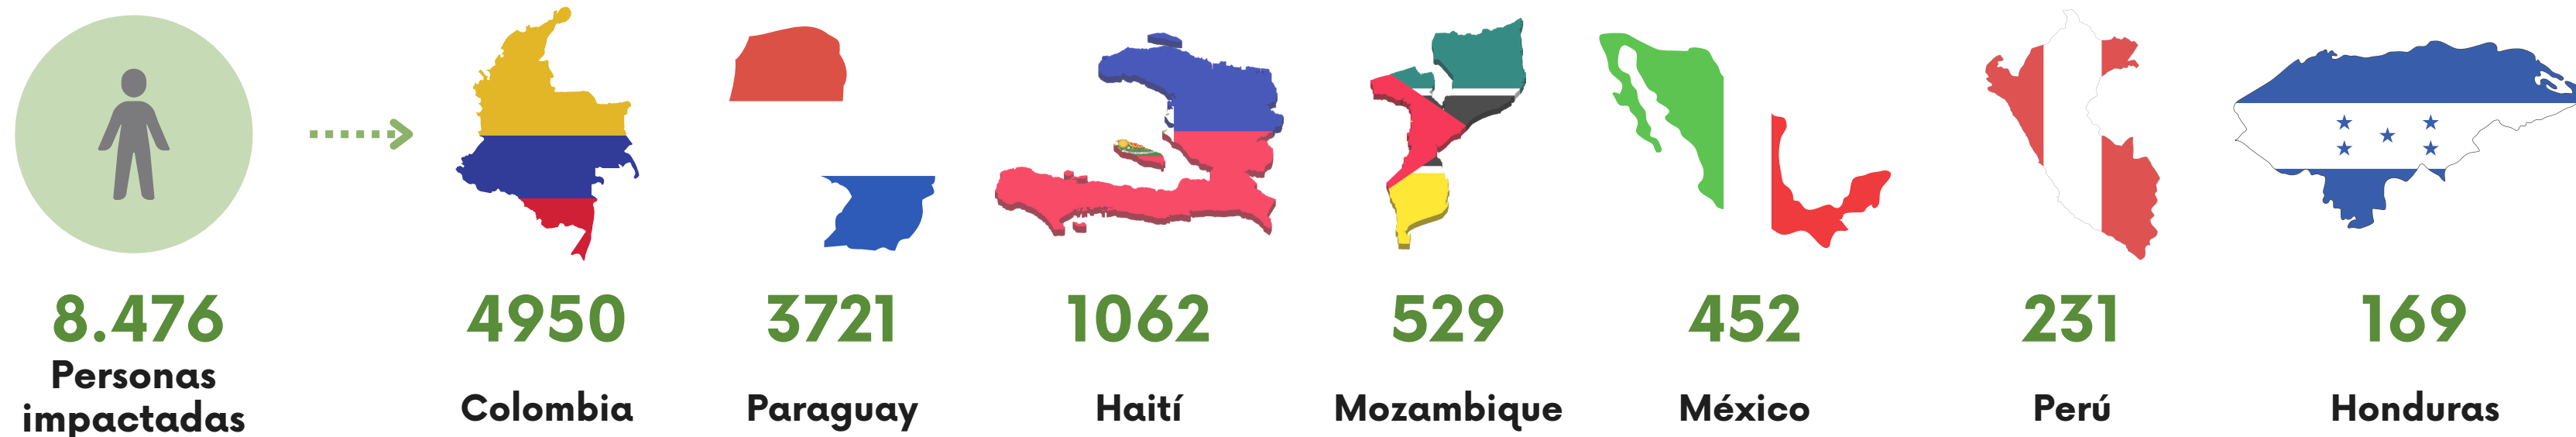 8.476
Personas
impactadas
4950
Colombia
3721
Paraguay
1062
Haití
529
Mozambique
452
México
231
Perú
169
Honduras